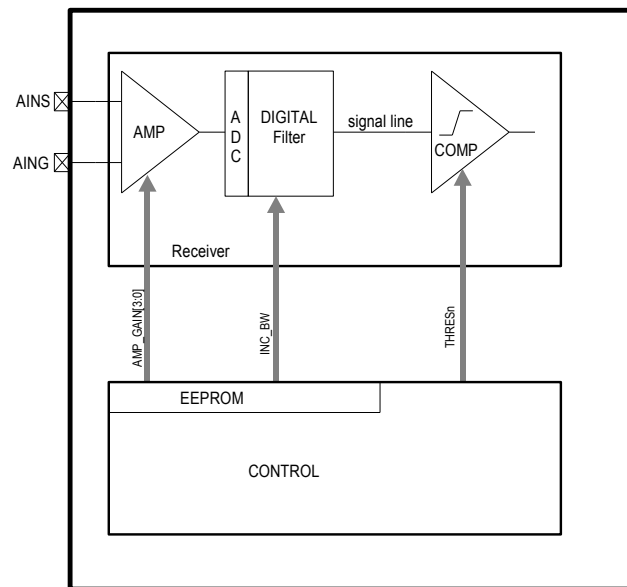 AINS
AING
AMP
A
D
C
DIGITAL
Filter
signal line
COMP
Receiver
AMP_GAIN[3:0]
INC_BW
THRESn
EEPROM
CONTROL